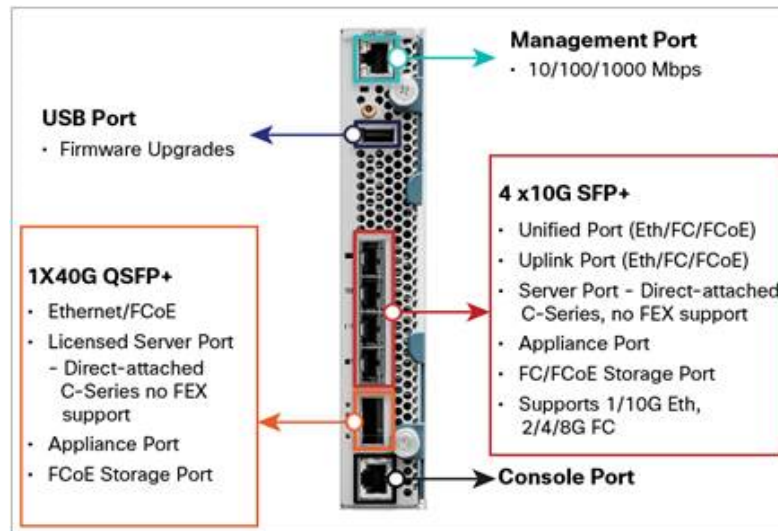 Management Port
• 10/100/1000 Mbps
USB Port
• Firmware Upgrades
4 x10G SFP+
• Unified Port (Eth/FC/FCoE)
• Uplink Port (Eth/FC/FCoE)
• Server Port – Direct-attached
C-Series, no FEX support
• Appliance Port
• FC/FCoE Storage Port
• Supports 1/10G Eth,
2/4/8G FC
1X40G QSFP+
• Ethernet/FCoE
• Licensed Server Port
– Direct-attached
C-Series no FEX
support
• Appliance Port
• FCoE Storage Port
Console Port